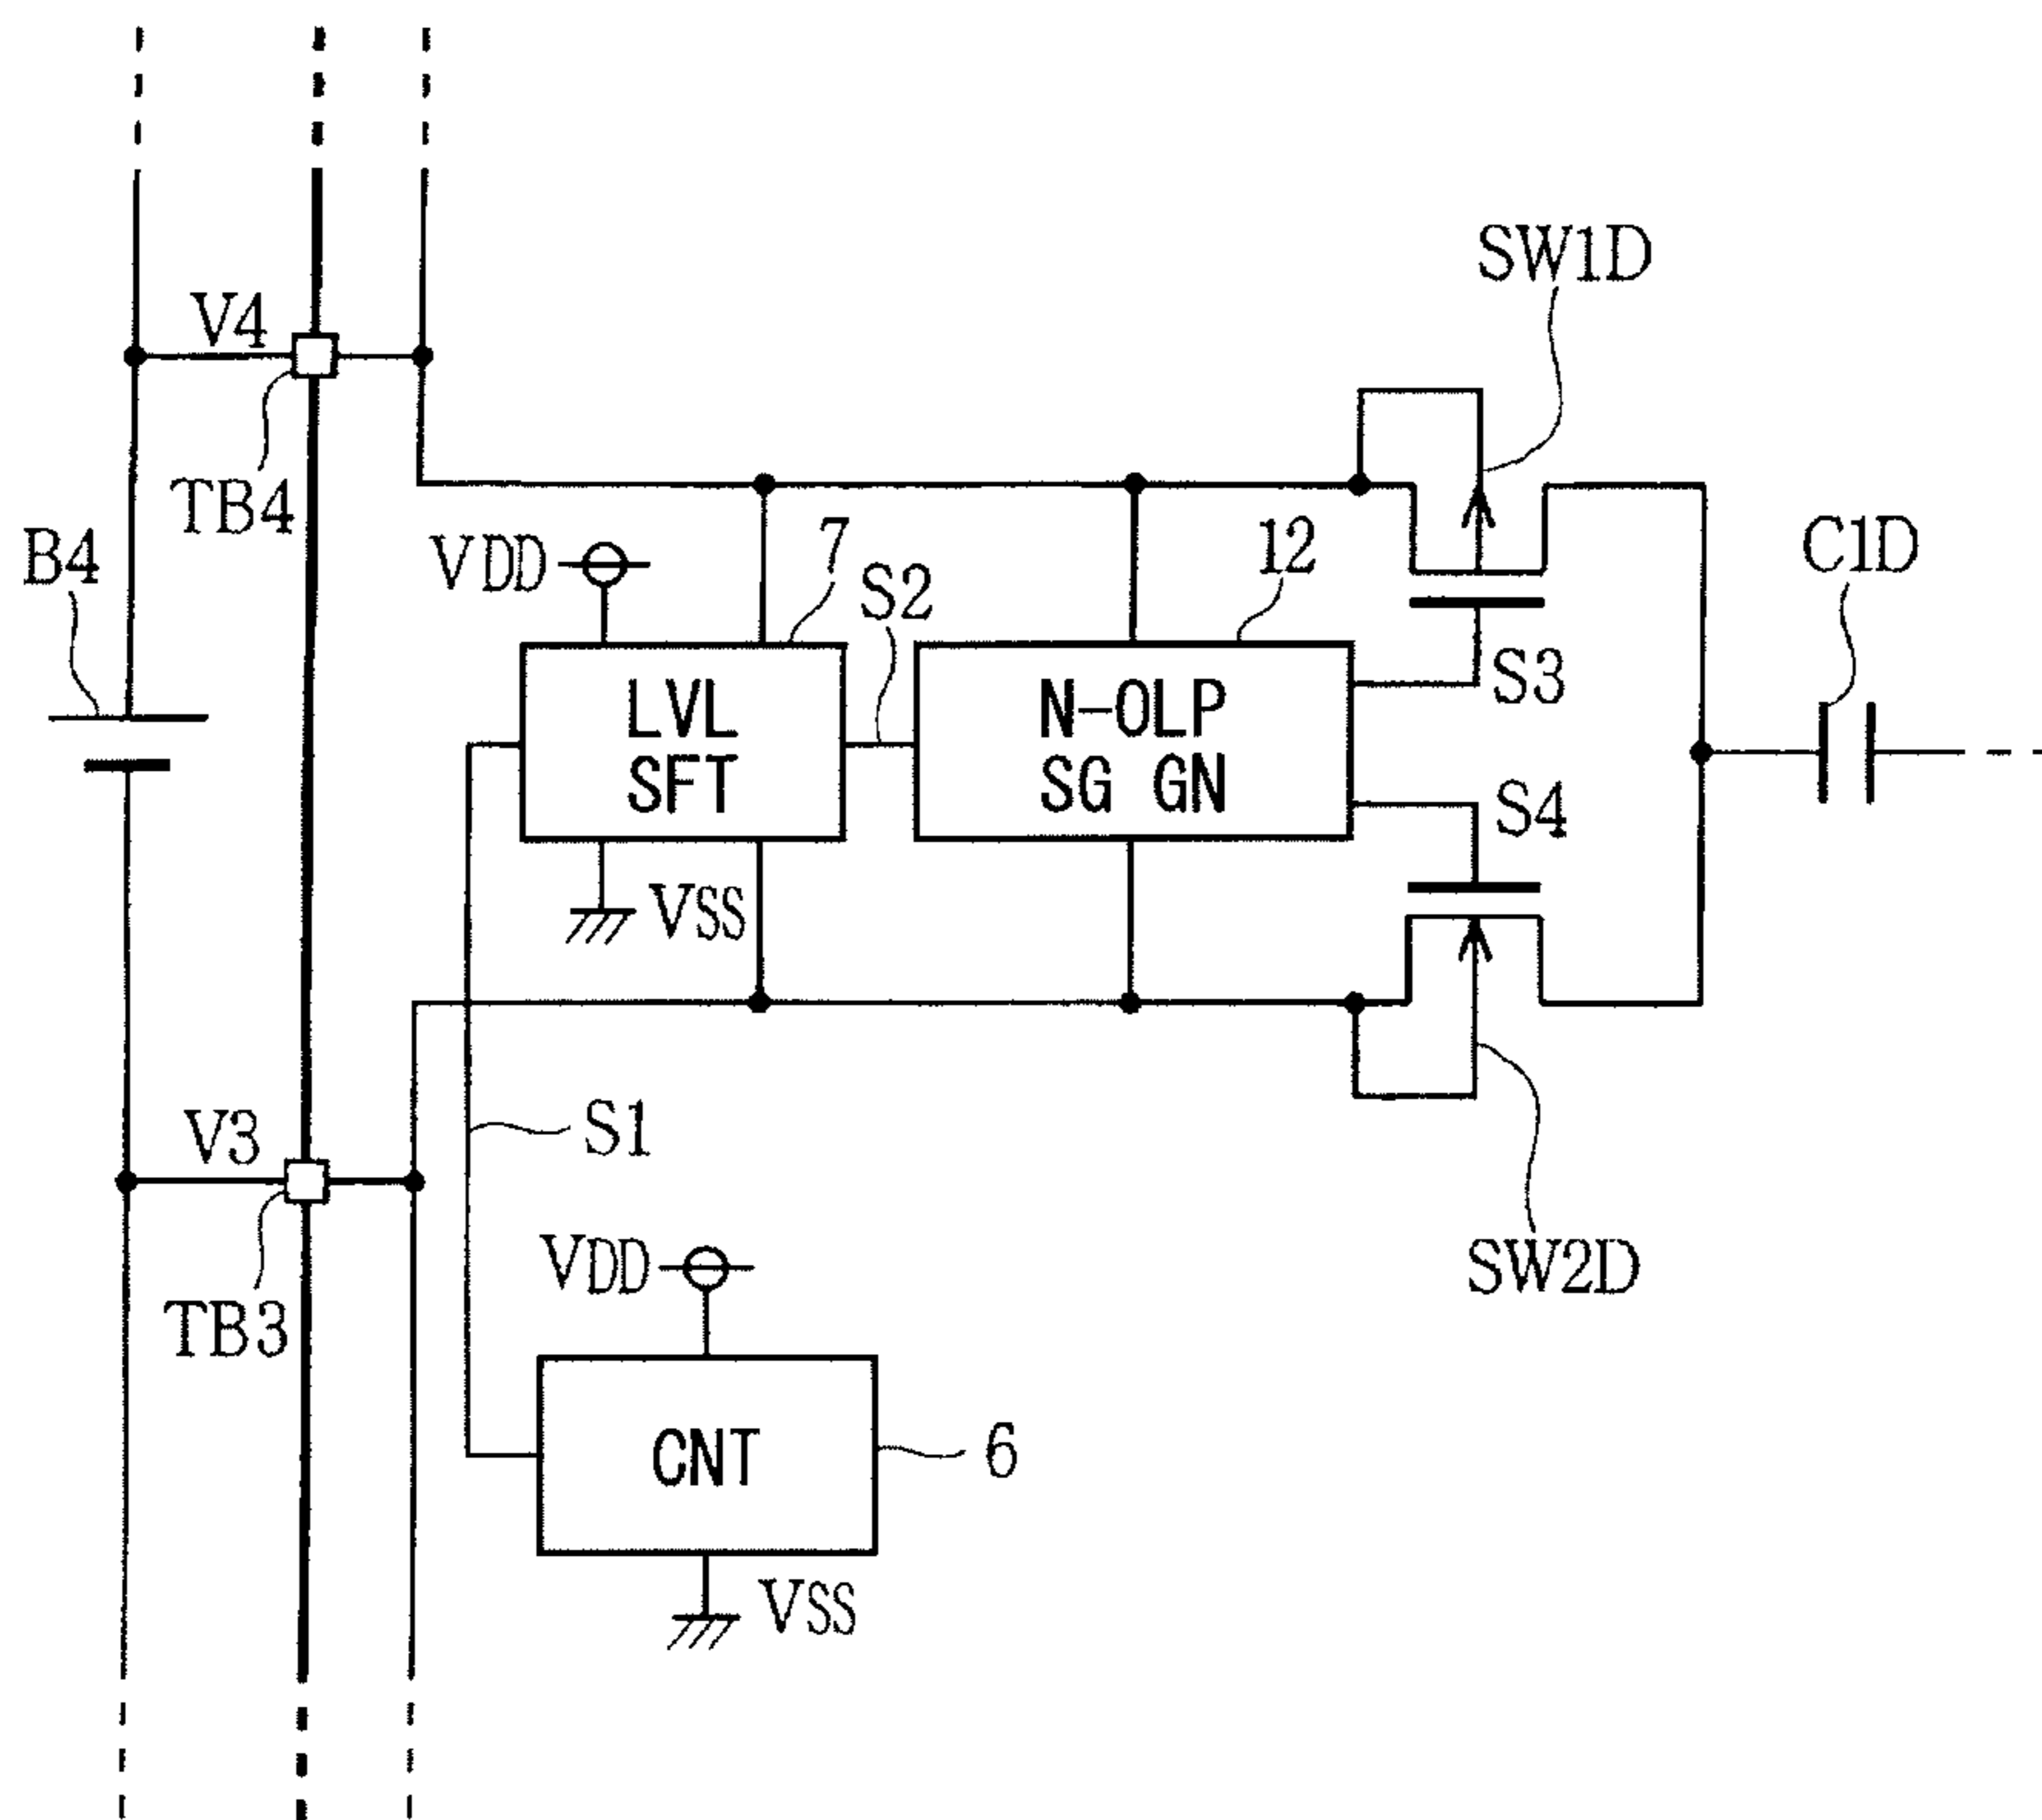 SW1D
V4
TB4
B4
VDD
7
S2
12
C1D
LVL
SFT
N-OLP
SG GN
S3
S4
VSS
V3
S1
TB3
VDD
SW2D
CNT
6
VSS